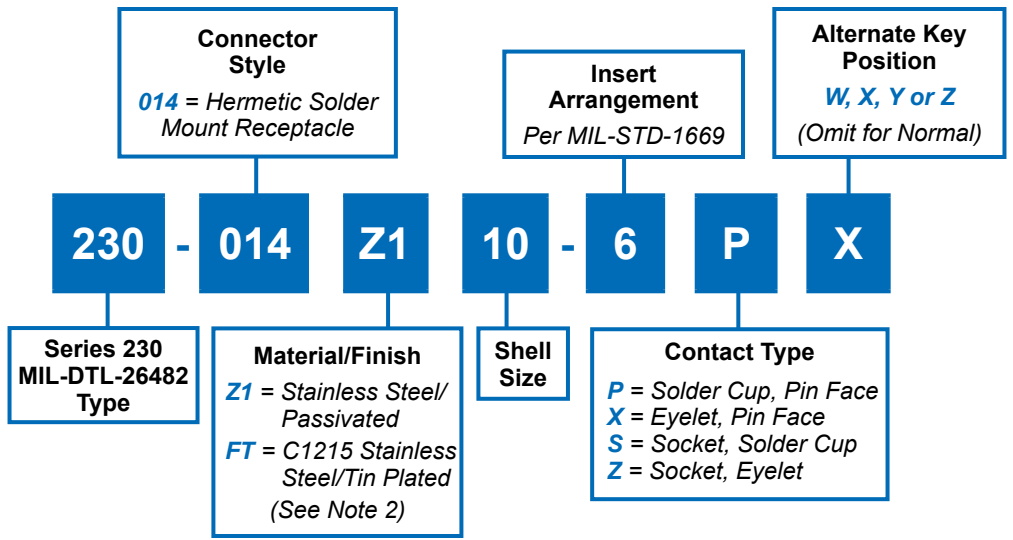 Connector
Style
014 = Hermetic Solder
Mount Receptacle
Insert
Arrangement
Per MIL-STD-1669
Alternate Key
Position
W, X, Y or Z
(Omit for Normal)
230 - 014 Z1 10 - 6 P X
Series 230
MIL-DTL-26482
Type
Material/Finish
Z1 = Stainless Steel/
Passivated
FT = C1215 Stainless
Steel/Tin Plated
(See Note 2)
Shell
Size
Contact Type
P = Solder Cup, Pin Face
X = Eyelet, Pin Face
S = Socket, Solder Cup
Z = Socket, Eyelet